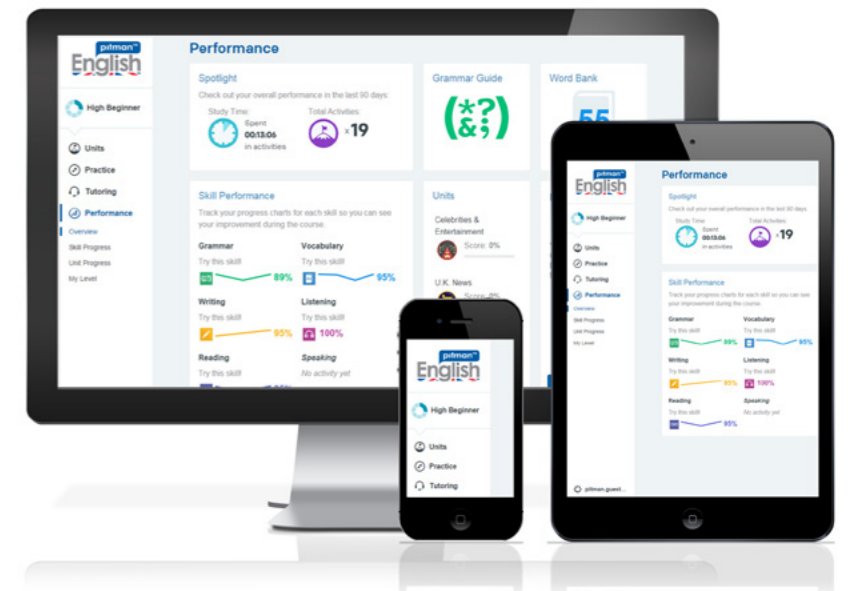 pitman™
English
High Beginner
Units
Practice
Tutoring
Performance
Overview
Skill Progress
Unit Progress
My Level
Performance
Spotlight
Check out your overall performance in the last 90 days:
Study Time:
Total Activities:
Spent
00:13:06
in activities
x19
Grammar Guide
(*?&;)
Word Bank
55
Skill Performance
Track your progress charts for each skill so you can see
your improvement during the course.
Grammar
Vocabulary
Try this skill!
Try this skill!
89%
95%
Writing
Listening
Try this skill!
Try this skill!
95%
100%
Reading
Speaking
Try this skill!
No activity yet
Units
Celebrities &
Entertainment
Score: 0%
U.K. News
Score: 0%
pitman™
English
High Beginner
Units
Practice
Tutoring
pitman™
English
High Beginner
Units
Practice
Tutoring
Performance
Overview
Skill Progress
Unit Progress
My Level
pitman.guest...
Performance
Spotlight
Check out your overall performance in the last 90 days:
Study Time:
Total Activities:
Spent
00:13:06
in activities
x19
Skill Performance
Track your progress charts for each skill so you can see
your improvement during the course.
Grammar
Vocabulary
Try this skill!
Try this skill!
89%
95%
Writing
Listening
Try this skill!
Try this skill!
95%
100%
Reading
Speaking
Try this skill!
No activity yet
95%